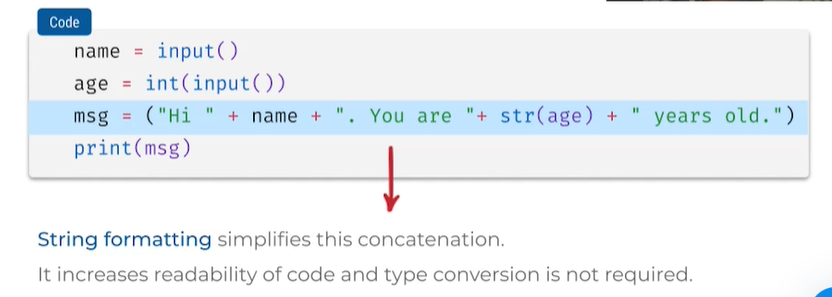 Code
name = input()
age = int(input())
msg = ("Hi " + name + ". You are "+ str(age) + " years old.")
print(msg)
String formatting simplifies this concatenation.
It increases readability of code and type conversion is not required.